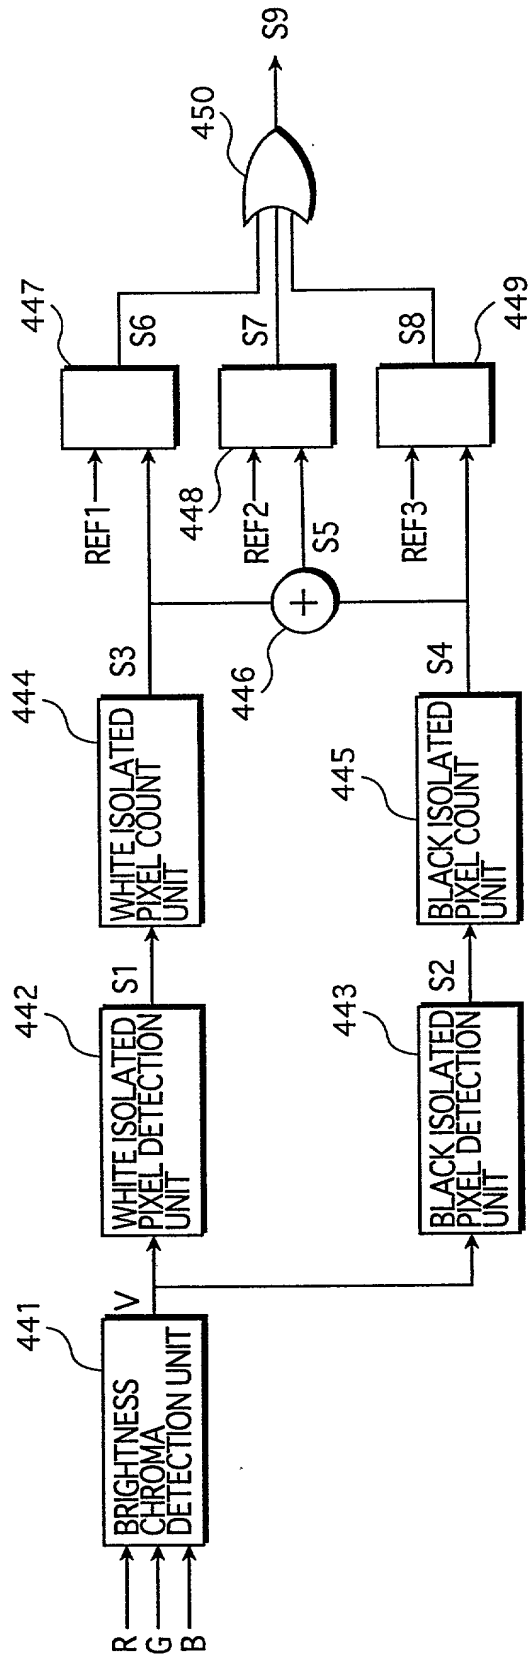 R
G
B
441
BRIGHTNESS
CHROMA
DETECTION UNIT
V
442
WHITE ISOLATED
PIXEL DETECTION
UNIT
S1
444
WHITE ISOLATED
PIXEL COUNT
UNIT
S3
443
BLACK ISOLATED
PIXEL DETECTION
UNIT
S2
445
BLACK ISOLATED
PIXEL COUNT
UNIT
S4
446
+
S5
REF1
447
S6
REF2
448
S7
REF3
449
S8
450
S9